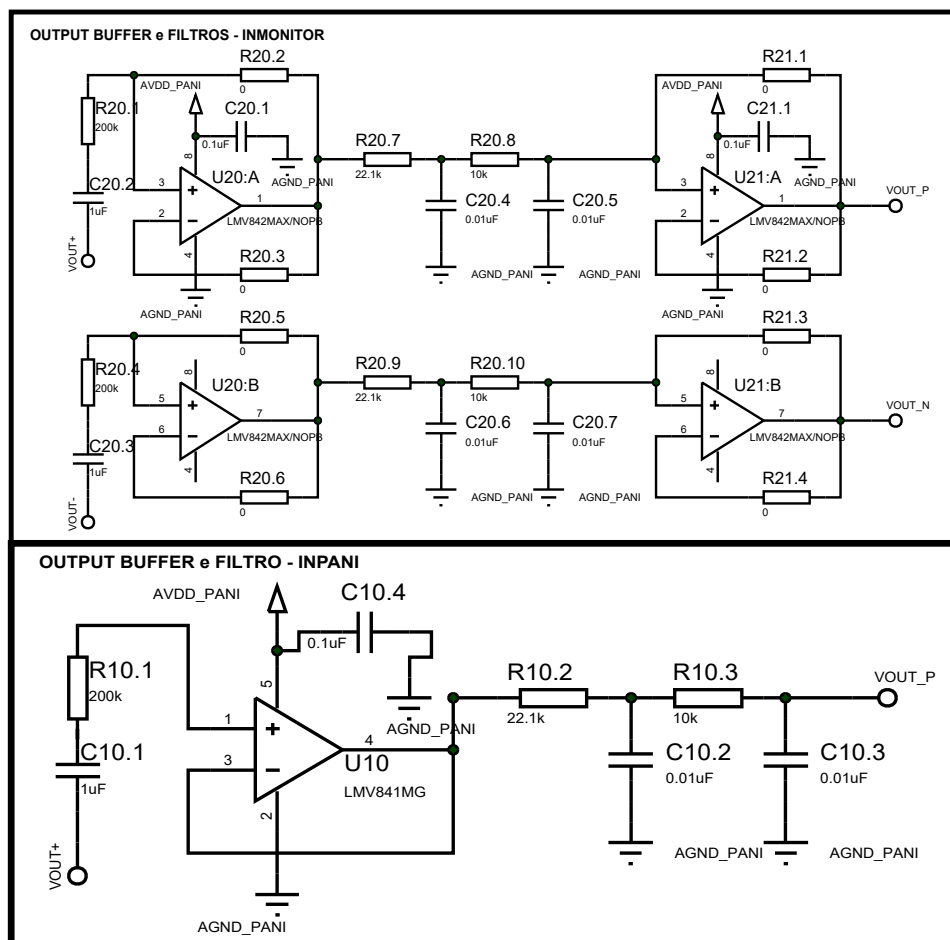 OUTPUT BUFFER e FILTROS - INMONITOR
R20.2
0
R21.1
0
AVDD_PANI
AVDD_PANI
R20.1
200k
C20.1
0.1uF
C21.1
0.1uF
R20.7
22.1k
R20.8
10k
8
U20:A
AGND_PANI
8
U21:A
AGND_PANI
C20.2
1uF
3
+
1
2
−
LMV842MAX/NOPB
4
C20.4
0.01uF
C20.5
0.01uF
3
+
1
2
−
LMV842MAX/NOPB
4
VOUT_P
VOUT+
R20.3
0
AGND_PANI
AGND_PANI
R21.2
0
AGND_PANI
AGND_PANI
R20.5
0
R21.3
0
R20.4
200k
R20.9
22.1k
R20.10
10k
8
U20:B
8
U21:B
C20.3
1uF
5
+
7
6
−
LMV842MAX/NOPB
4
C20.6
0.01uF
C20.7
0.01uF
5
+
7
6
−
LMV842MAX/NOPB
4
VOUT_N
VOUT-
R20.6
0
AGND_PANI
AGND_PANI
R21.4
0
OUTPUT BUFFER e FILTRO - INPANI
AVDD_PANI
C10.4
0.1uF
R10.1
200k
5
AGND_PANI
R10.2
22.1k
R10.3
10k
VOUT_P
C10.1
1uF
1
+
4
3
−
U10
LMV841MG
2
C10.2
0.01uF
C10.3
0.01uF
VOUT+
AGND_PANI
AGND_PANI
AGND_PANI